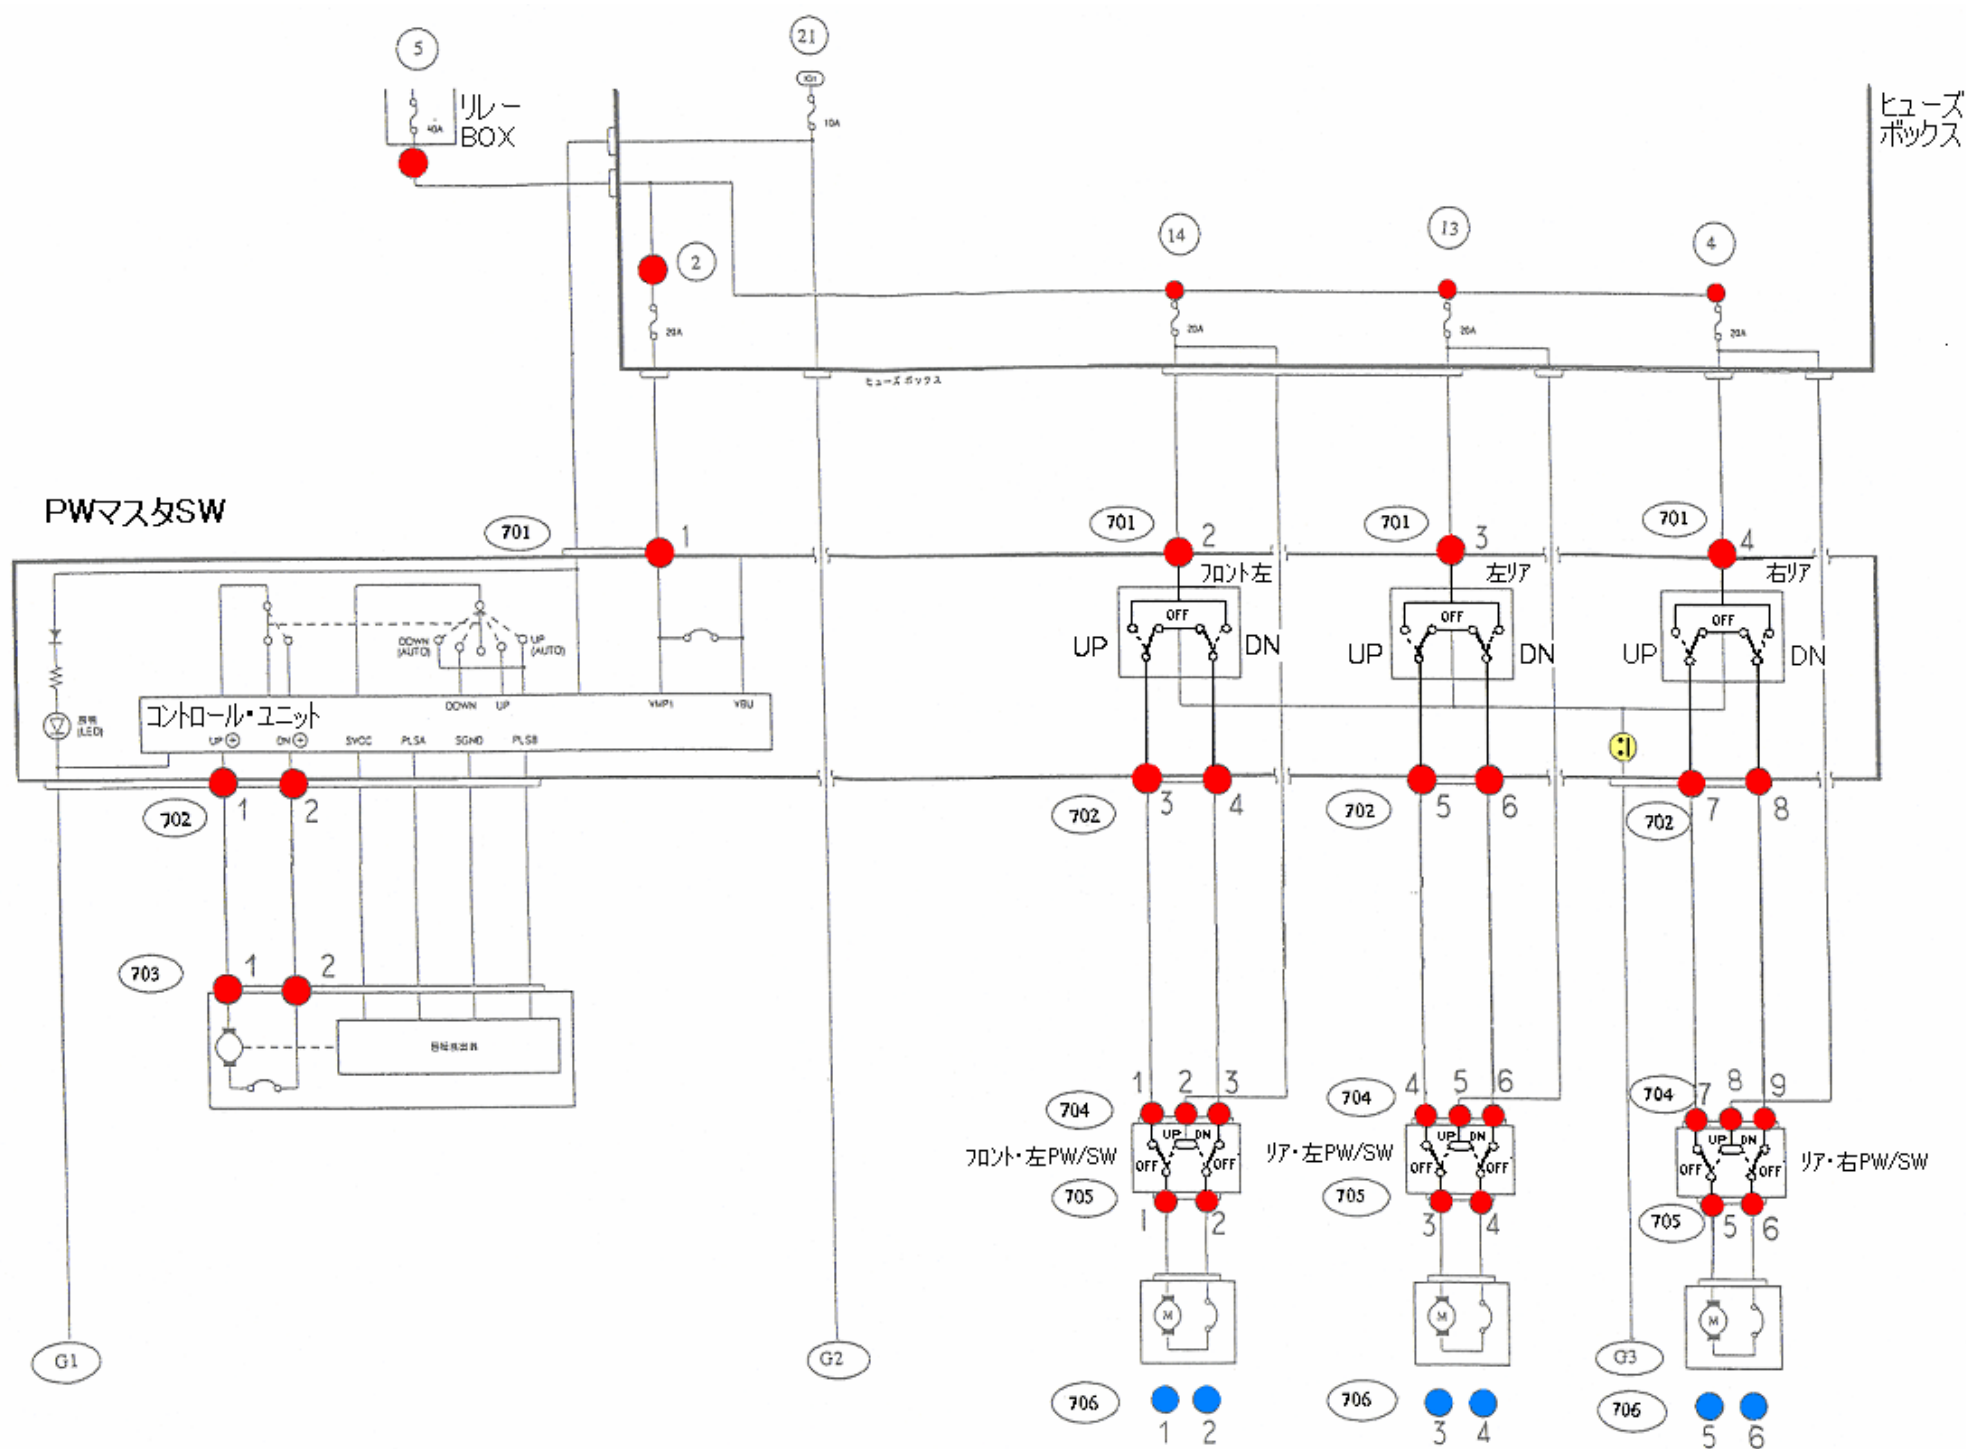 5
21
リレー
BOX
40A
IG1
10A
ヒューズ
ボックス
2
14
13
4
20A
20A
20A
20A
ヒューズ ボックス
PWマスタSW
701
1
701
2
701
3
701
4
フロント左
左リア
右リア
DOWN
(AUTO)
UP
(AUTO)
OFF
UP
DN
OFF
UP
DN
OFF
UP
DN
DOWN
UP
VMP1
VBU
コントロール・ユニット
(LED)
UP
DN
SVCC
PLSA
SGND
PLSB
702
1
2
702
3
4
702
5
6
702
7
8
703
1
2
704
1
2
3
704
4
5
6
704
7
8
9
フロント・左PW/SW
UP
DN
OFF
OFF
リア・左PW/SW
UP
DN
OFF
OFF
リア・右PW/SW
UP
DN
OFF
OFF
705
1
2
705
3
4
705
5
6
M
M
M
G1
G2
G3
706
1
2
706
3
4
706
5
6